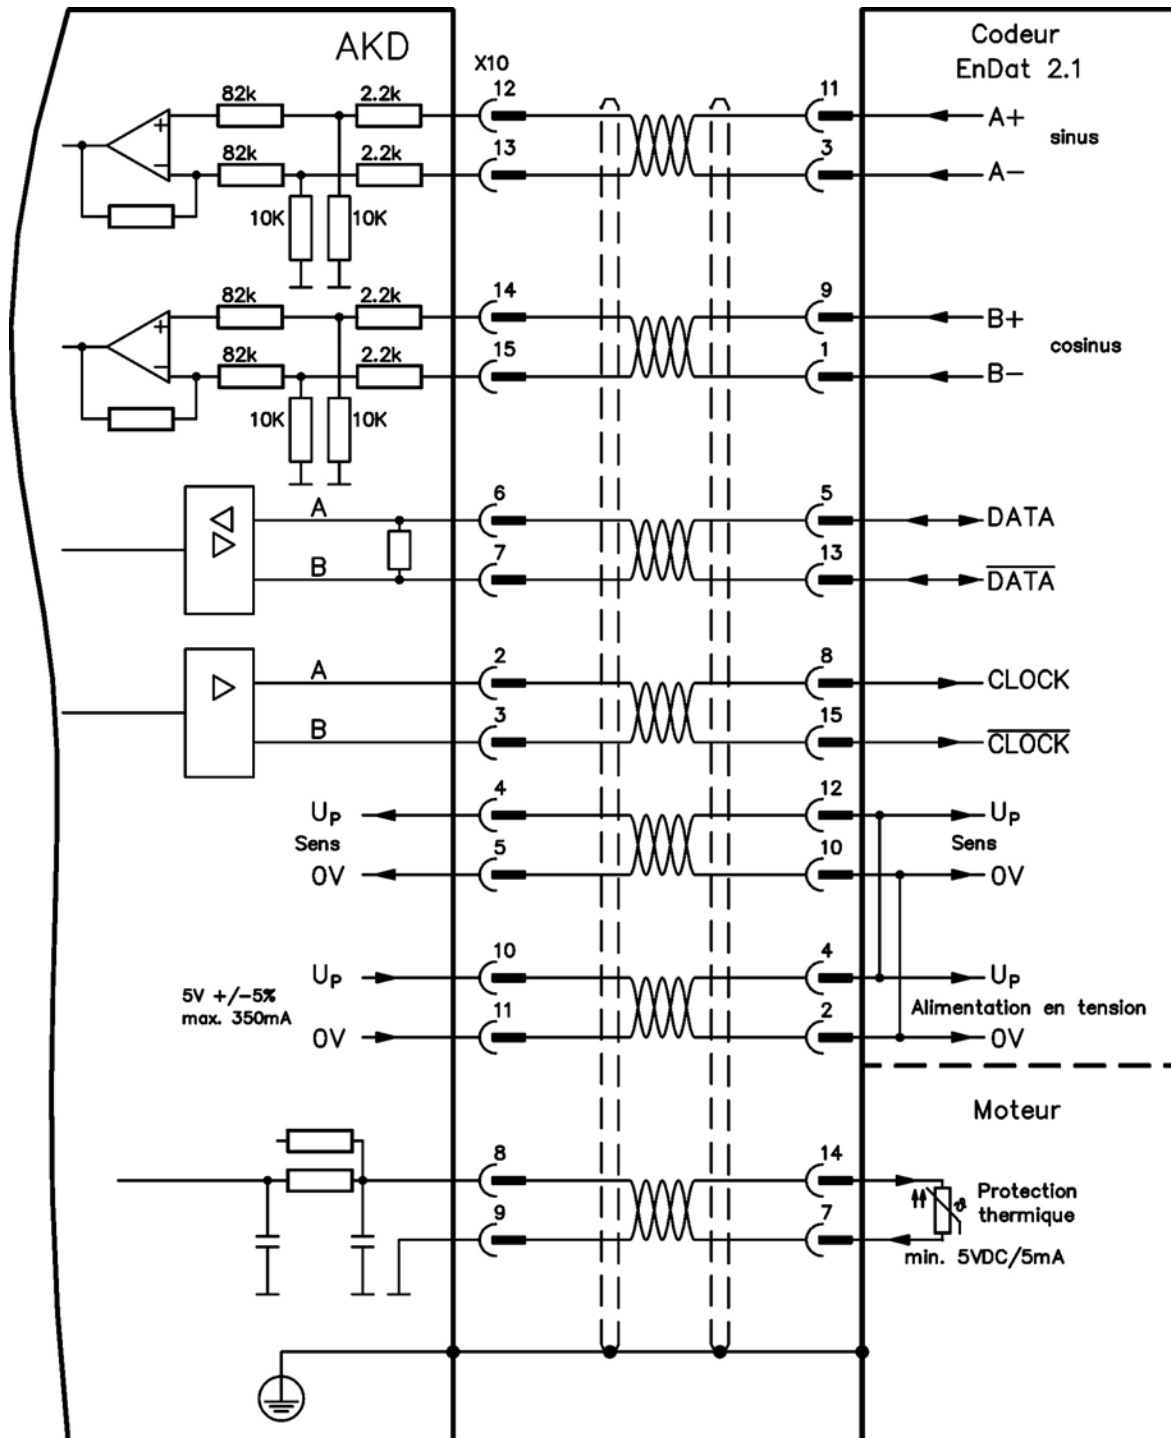 AKD
Codeur
EnDat 2.1
X10
82k 2.2k 12 11 A+
sinus
82k 2.2k 13 3 A-
10K 10K
82k 2.2k 14 9 B+
cosinus
82k 2.2k 15 1 B-
10K 10K
A 6 5 DATA
B 7 13 DATA
A 2 8 CLOCK
B 3 15 CLOCK
UP 4 12 UP
Sens Sens
0V 5 10 0V
UP 10 4 UP
5V +/-5%
max. 350mA
Alimentation en tension
0V 11 2 0V
Moteur
8 14
Protection
thermique
ϑ
9 7
min. 5VDC/5mA